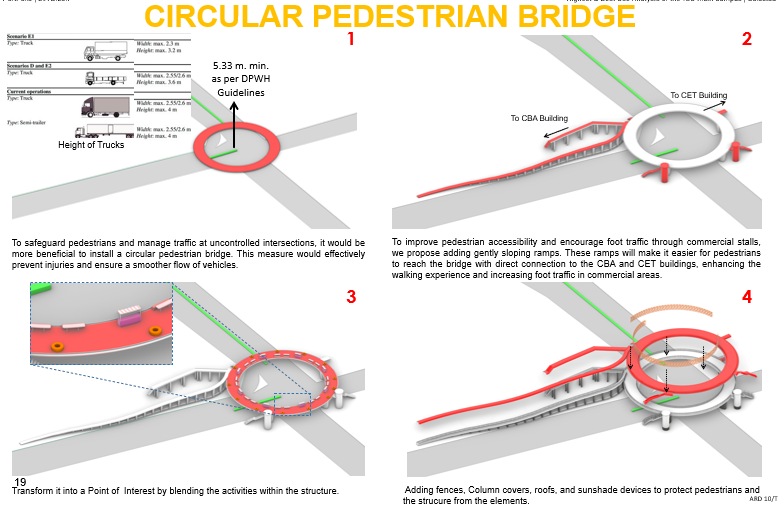 CIRCULAR PEDESTRIAN BRIDGE
1
Scenario E1
Type: Truck
Width: max. 2.3 m
Height: max. 3.2 m
Scenarios D and E2
Type: Truck
Width: max. 2.55/2.6 m
Height: max. 3.6 m
Current operations
Type: Truck
Width: max. 2.55/2.6 m
Height: max. 4 m
Type: Semi-trailer
Width: max. 2.55/2.6 m
Height: max. 4 m
Height of Trucks
5.33 m. min.
as per DPWH
Guidelines
To safeguard pedestrians and manage traffic at uncontrolled intersections, it would be
more beneficial to install a circular pedestrian bridge. This measure would effectively
prevent injuries and ensure a smoother flow of vehicles.
2
To CET Building
To CBA Building
To improve pedestrian accessibility and encourage foot traffic through commercial stalls,
we propose adding gently sloping ramps. These ramps will make it easier for pedestrians
to reach the bridge with direct connection to the CBA and CET buildings, enhancing the
walking experience and increasing foot traffic in commercial areas.
3
19
Transform it into a Point of Interest by blending the activities within the structure.
4
Adding fences, Column covers, roofs, and sunshade devices to protect pedestrians and
the strucure from the elements.
ARD 10/T